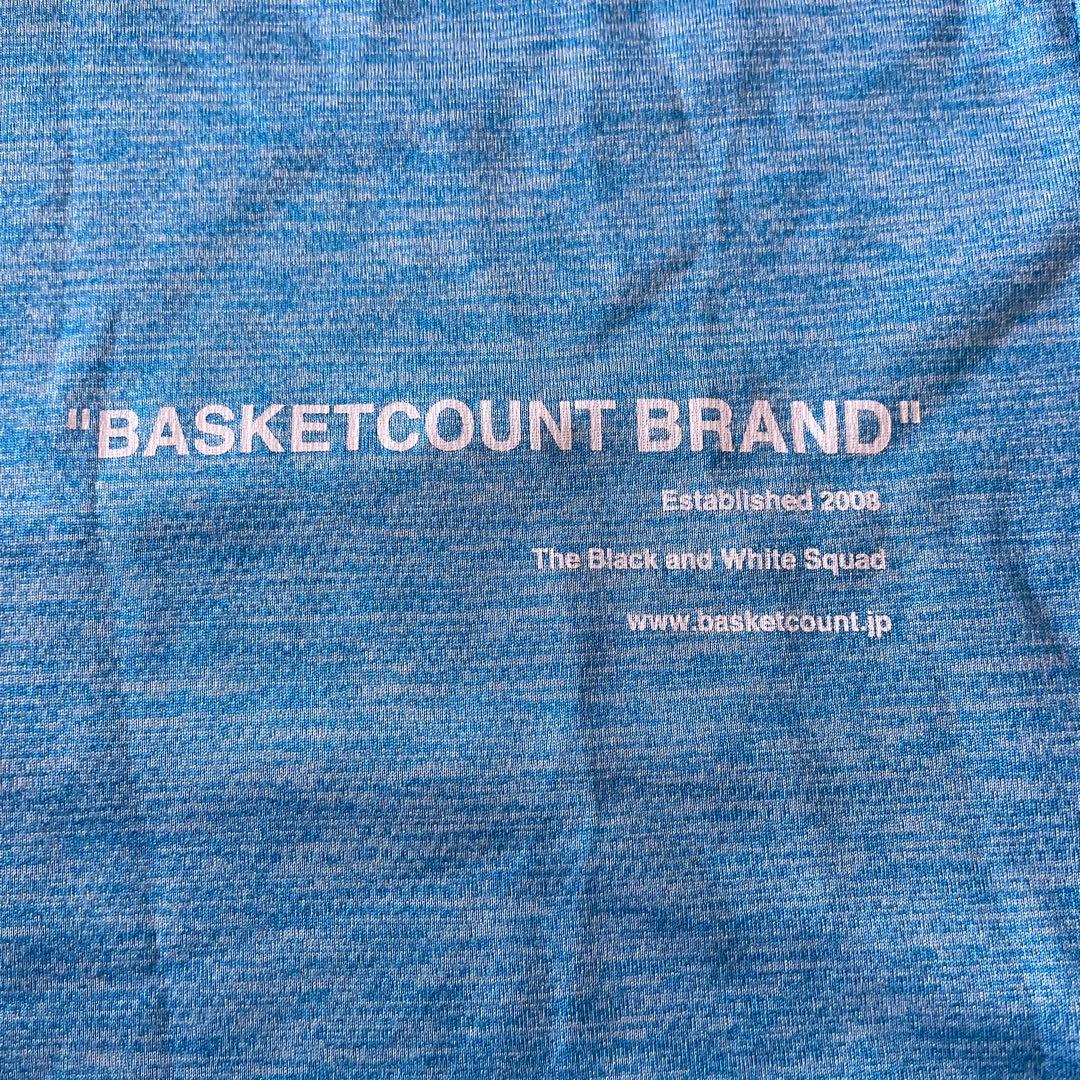 "BASKETCOUNT BRAND"
Established 2008
The Black and White Squad
www.basketcount.jp